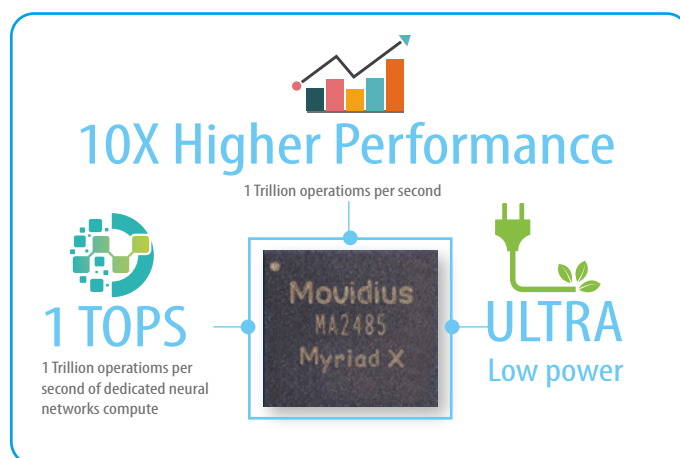 10X Higher Performance
1 Trillion operatioms per second
1 TOPS
1 Trillion operatioms per
second of dedicated neural
networks compute
Movidius
MA2485
Myriad X
ULTRA
Low power